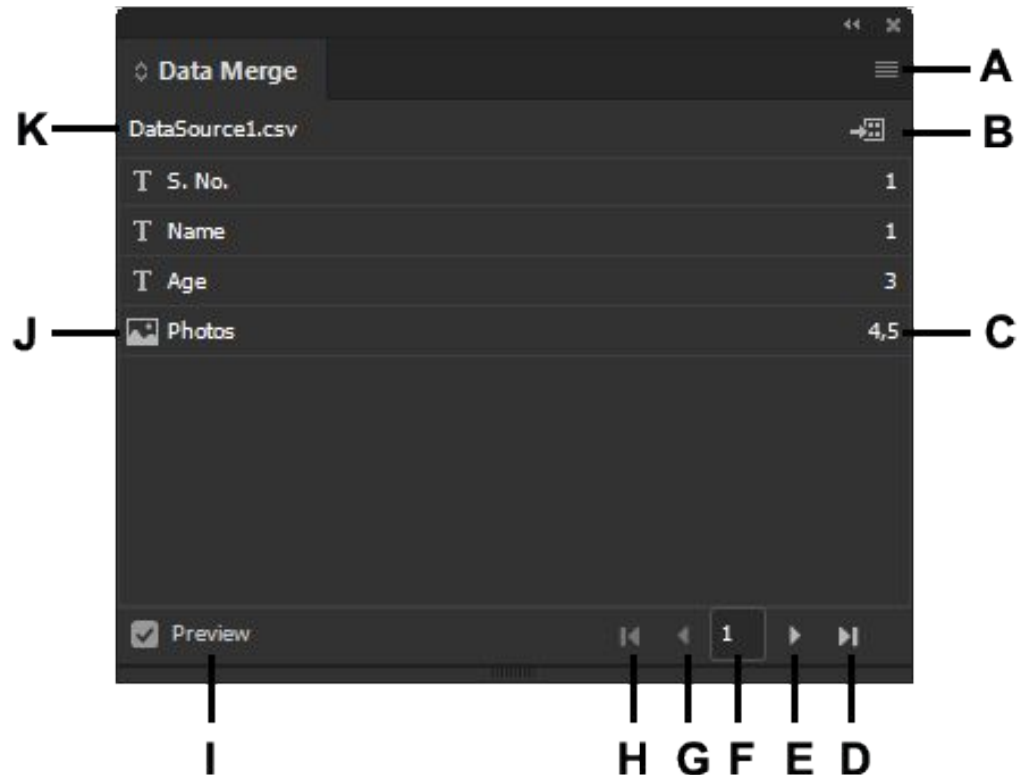 Data Merge
A
K
DataSource1.csv
B
T S. No. 1
T Name 1
T Age 3
J
Photos 4,5
C
Preview 1
I H G F E D